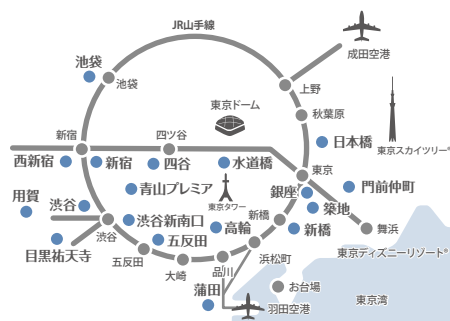 JR山手線
成田空港
池袋
池袋
上野
東京ドーム
秋葉原
日本橋
東京スカイツリー®
新宿
四ツ谷
西新宿
新宿
四谷
水道橋
東京
青山プレミア
東京タワー
銀座
門前仲町
用賀
渋谷
築地
渋谷新南口
新橋
高輪
新橋
舞浜
渋谷
五反田
目黒祐天寺
五反田
浜松町
東京ディズニーリゾート®
大崎
品川
お台場
蒲田
羽田空港
東京湾